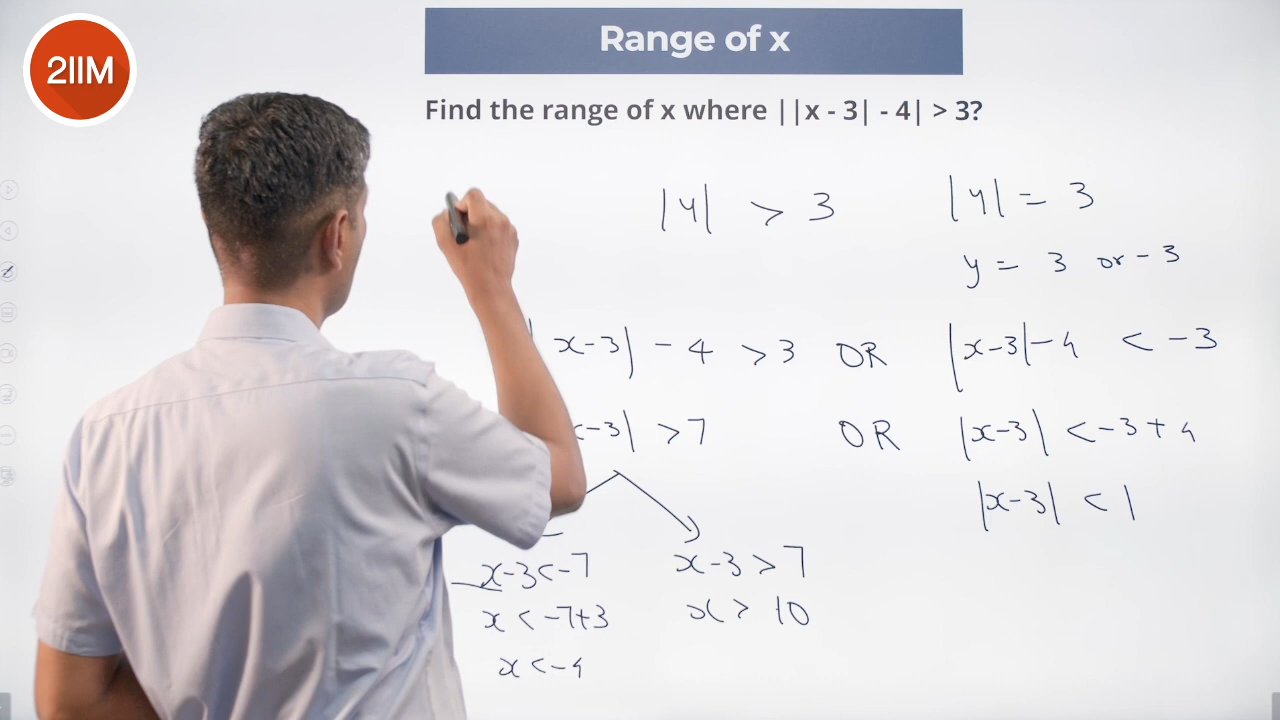 2IIM
Range of x
Find the range of x where ||x - 3| - 4| > 3?
|y| > 3
|y| = 3
y = 3 or -3
x-3| - 4 > 3 OR |x-3|-4 < -3
x-3| > 7 OR |x-3| < -3 + 4
|x-3| < 1
x-3 < -7 x-3 > 7
x < -7+3 x > 10
x < -4